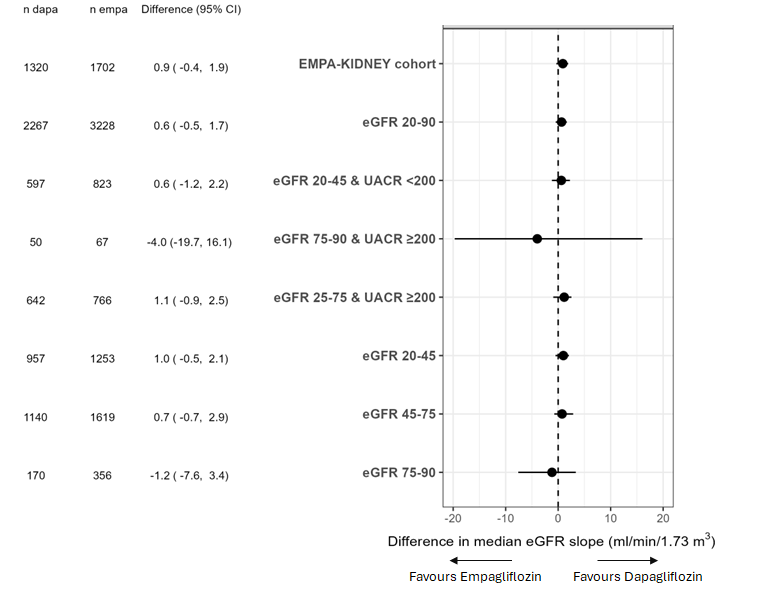 n dapa n empa Difference (95% CI)
1320 1702 0.9 ( -0.4, 1.9) EMPA-KIDNEY cohort
2267 3228 0.6 ( -0.5, 1.7) eGFR 20-90
597 823 0.6 ( -1.2, 2.2) eGFR 20-45 & UACR <200
50 67 -4.0 (-19.7, 16.1) eGFR 75-90 & UACR ≥200
642 766 1.1 ( -0.9, 2.5) eGFR 25-75 & UACR ≥200
957 1253 1.0 ( -0.5, 2.1) eGFR 20-45
1140 1619 0.7 ( -0.7, 2.9) eGFR 45-75
170 356 -1.2 ( -7.6, 3.4) eGFR 75-90
-20 -10 0 10 20
Difference in median eGFR slope (ml/min/1.73 m³)
Favours Empagliflozin Favours Dapagliflozin